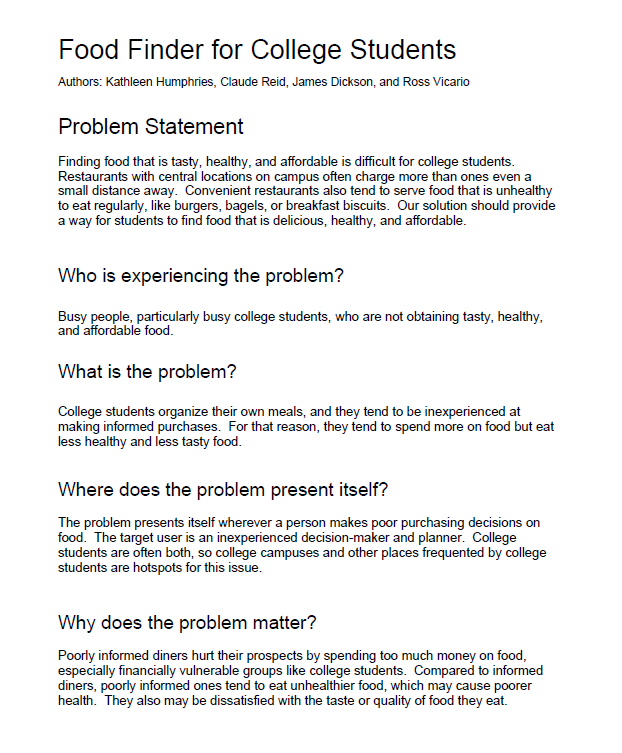 Food Finder for College Students
Authors: Kathleen Humphries, Claude Reid, James Dickson, and Ross Vicario
Problem Statement
Finding food that is tasty, healthy, and affordable is difficult for college students.
Restaurants with central locations on campus often charge more than ones even a
small distance away.  Convenient restaurants also tend to serve food that is unhealthy
to eat regularly, like burgers, bagels, or breakfast biscuits.  Our solution should provide
a way for students to find food that is delicious, healthy, and affordable.
Who is experiencing the problem?
Busy people, particularly busy college students, who are not obtaining tasty, healthy,
and affordable food.
What is the problem?
College students organize their own meals, and they tend to be inexperienced at
making informed purchases.  For that reason, they tend to spend more on food but eat
less healthy and less tasty food.
Where does the problem present itself?
The problem presents itself wherever a person makes poor purchasing decisions on
food.  The target user is an inexperienced decision-maker and planner.  College
students are often both, so college campuses and other places frequented by college
students are hotspots for this issue.
Why does the problem matter?
Poorly informed diners hurt their prospects by spending too much money on food,
especially financially vulnerable groups like college students.  Compared to informed
diners, poorly informed ones tend to eat unhealthier food, which may cause poorer
health.  They also may be dissatisfied with the taste or quality of food they eat.